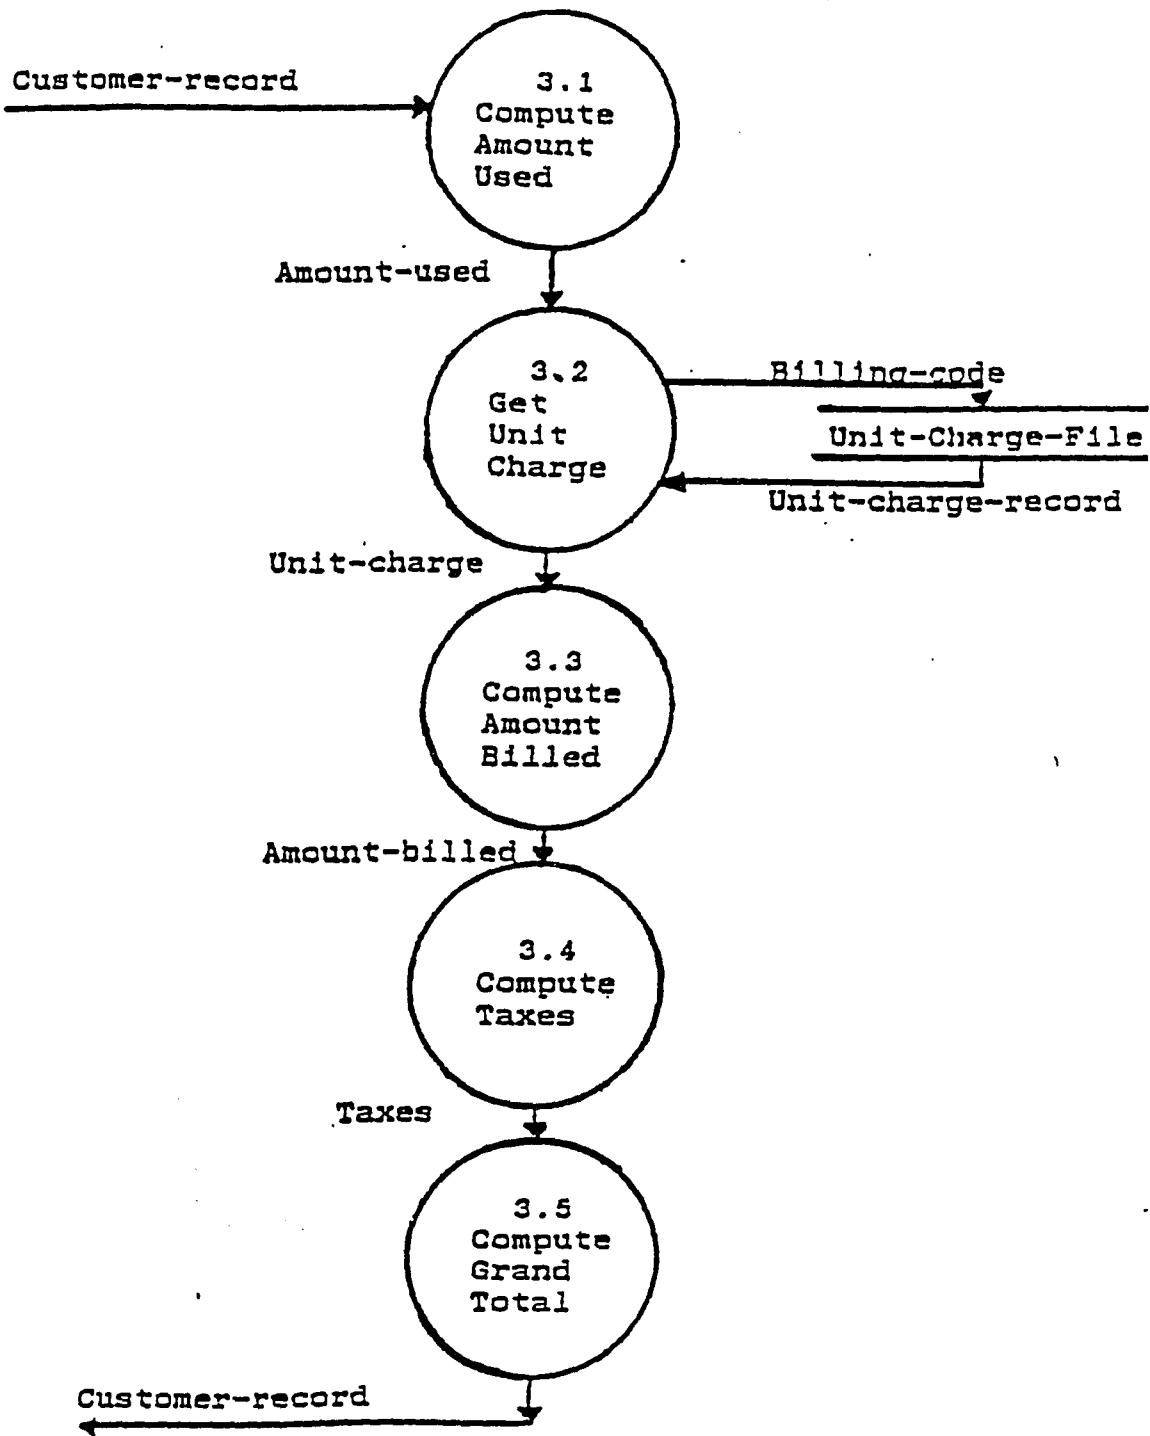 Customer-record
3.1
Compute
Amount
Used
Amount-used
3.2
Get
Unit
Charge
Billing-code
Unit-Charge-File
Unit-charge-record
Unit-charge
3.3
Compute
Amount
Billed
Amount-billed
3.4
Compute
Taxes
Taxes
3.5
Compute
Grand
Total
Customer-record